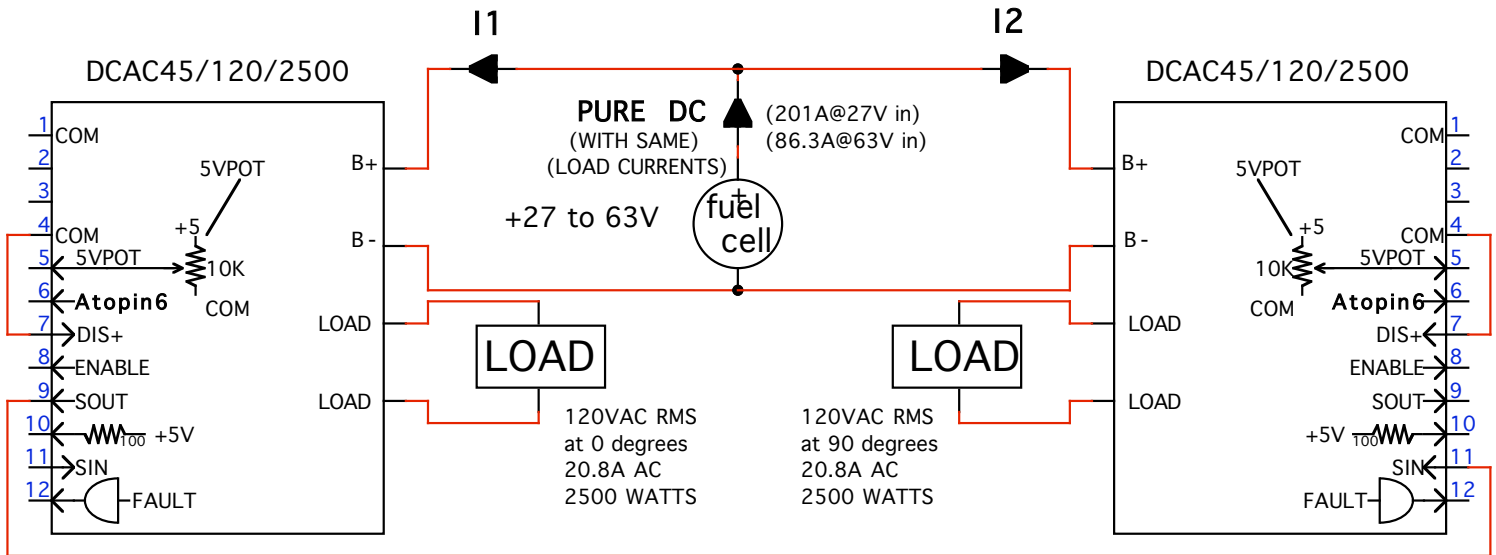 I1
I2
DCAC45/120/2500
DCAC45/120/2500
PURE DC
(WITH SAME)
(LOAD CURRENTS)
(201A@27V in)
(86.3A@63V in)
+27 to 63V
+
fuel
cell
1
COM
2
3
4
COM
5
5VPOT
6
Atopin6
7
DIS+
8
ENABLE
9
SOUT
10
100
+5V
11
SIN
12
FAULT
5VPOT
+5
10K
COM
B+
B-
LOAD
LOAD
LOAD
120VAC RMS
at 0 degrees
20.8A AC
2500 WATTS
LOAD
120VAC RMS
at 90 degrees
20.8A AC
2500 WATTS
B+
B-
LOAD
LOAD
5VPOT
+5
10K
COM
COM
1
2
3
COM
4
5VPOT
5
Atopin6
6
DIS+
7
ENABLE
8
SOUT
9
+5V
100
10
SIN
11
FAULT
12